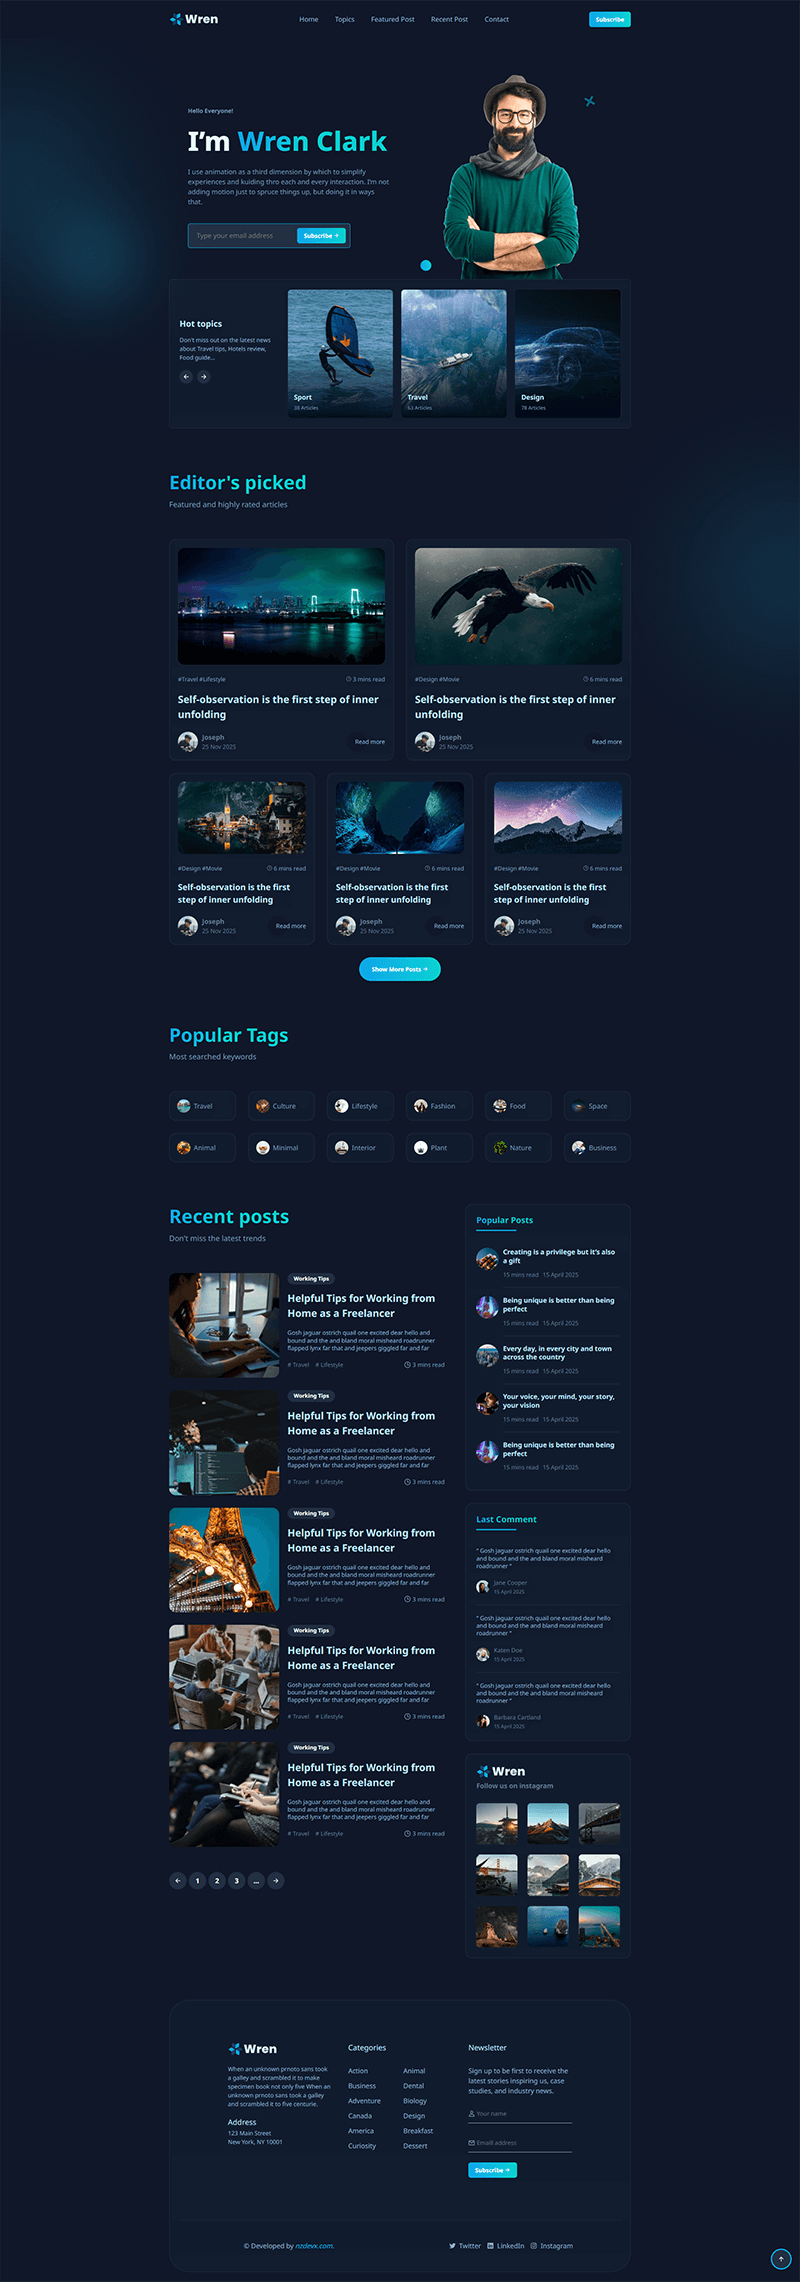 Wren
Home Topics Featured Post Recent Post Contact
Subscribe
Hello Everyone!
I'm Wren Clark
I use animation as a third dimension by which to simplify
experiences and kuiding thro each and every interaction. I'm not
adding motion just to spruce things up, but doing it in ways
that.
Type your email address
Subscribe
Hot topics
Don't miss out on the latest news
about Travel tips, Hotels review,
Food guide...
Sport
38 Articles
Travel
63 Articles
Design
78 Articles
Editor's picked
Featured and highly rated articles
#Travel #Lifestyle 3 mins read
Self-observation is the first step of inner
unfolding
Joseph
25 Nov 2025
Read more
#Design #Movie 6 mins read
Self-observation is the first step of inner
unfolding
Joseph
25 Nov 2025
Read more
#Design #Movie 6 mins read
Self-observation is the first
step of inner unfolding
Joseph
25 Nov 2025
Read more
#Design #Movie 6 mins read
Self-observation is the first
step of inner unfolding
Joseph
25 Nov 2025
Read more
#Design #Movie 6 mins read
Self-observation is the first
step of inner unfolding
Joseph
25 Nov 2025
Read more
Show More Posts
Popular Tags
Most searched keywords
Travel Culture Lifestyle Fashion Food Space
Animal Minimal Interior Plant Nature Business
Recent posts
Don't miss the latest trends
Working Tips
Helpful Tips for Working from
Home as a Freelancer
Gosh jaguar ostrich quail one excited dear hello and
bound and the and bland moral misheard roadrunner
flapped lynx far that and jeepers giggled far and far
# Travel # Lifestyle 3 mins read
Working Tips
Helpful Tips for Working from
Home as a Freelancer
Gosh jaguar ostrich quail one excited dear hello and
bound and the and bland moral misheard roadrunner
flapped lynx far that and jeepers giggled far and far
# Travel # Lifestyle 3 mins read
Working Tips
Helpful Tips for Working from
Home as a Freelancer
Gosh jaguar ostrich quail one excited dear hello and
bound and the and bland moral misheard roadrunner
flapped lynx far that and jeepers giggled far and far
# Travel # Lifestyle 3 mins read
Working Tips
Helpful Tips for Working from
Home as a Freelancer
Gosh jaguar ostrich quail one excited dear hello and
bound and the and bland moral misheard roadrunner
flapped lynx far that and jeepers giggled far and far
# Travel # Lifestyle 3 mins read
Working Tips
Helpful Tips for Working from
Home as a Freelancer
Gosh jaguar ostrich quail one excited dear hello and
bound and the and bland moral misheard roadrunner
flapped lynx far that and jeepers giggled far and far
# Travel # Lifestyle 3 mins read
1 2 3 ...
Popular Posts
Creating is a privilege but it's also
a gift
15 mins read 15 April 2025
Being unique is better than being
perfect
15 mins read 15 April 2025
Every day, in every city and town
across the country
15 mins read 15 April 2025
Your voice, your mind, your story,
your vision
15 mins read 15 April 2025
Being unique is better than being
perfect
15 mins read 15 April 2025
Last Comment
" Gosh jaguar ostrich quail one excited dear hello
and bound and the and bland moral misheard
roadrunner "
Jane Cooper
15 April 2025
" Gosh jaguar ostrich quail one excited dear hello
and bound and the and bland moral misheard
roadrunner "
Katen Doe
15 April 2025
" Gosh jaguar ostrich quail one excited dear hello
and bound and the and bland moral misheard
roadrunner "
Barbara Cartland
15 April 2025
Wren
Follow us on instagram
Wren
When an unknown prnoto sans took
a galley and scrambled it to make
specimen book not only five When an
unknown prnoto sans took a galley
and scrambled it to five centurie.
Address
123 Main Street
New York, NY 10001
Categories
Action Animal
Business Dental
Adventure Biology
Canada Design
America Breakfast
Curiosity Dessert
Newsletter
Sign up to be first to receive the
latest stories inspiring us, case
studies, and industry news.
Your name
Emaill address
Subscribe
© Developed by nzdevx.com.
Twitter LinkedIn Instagram